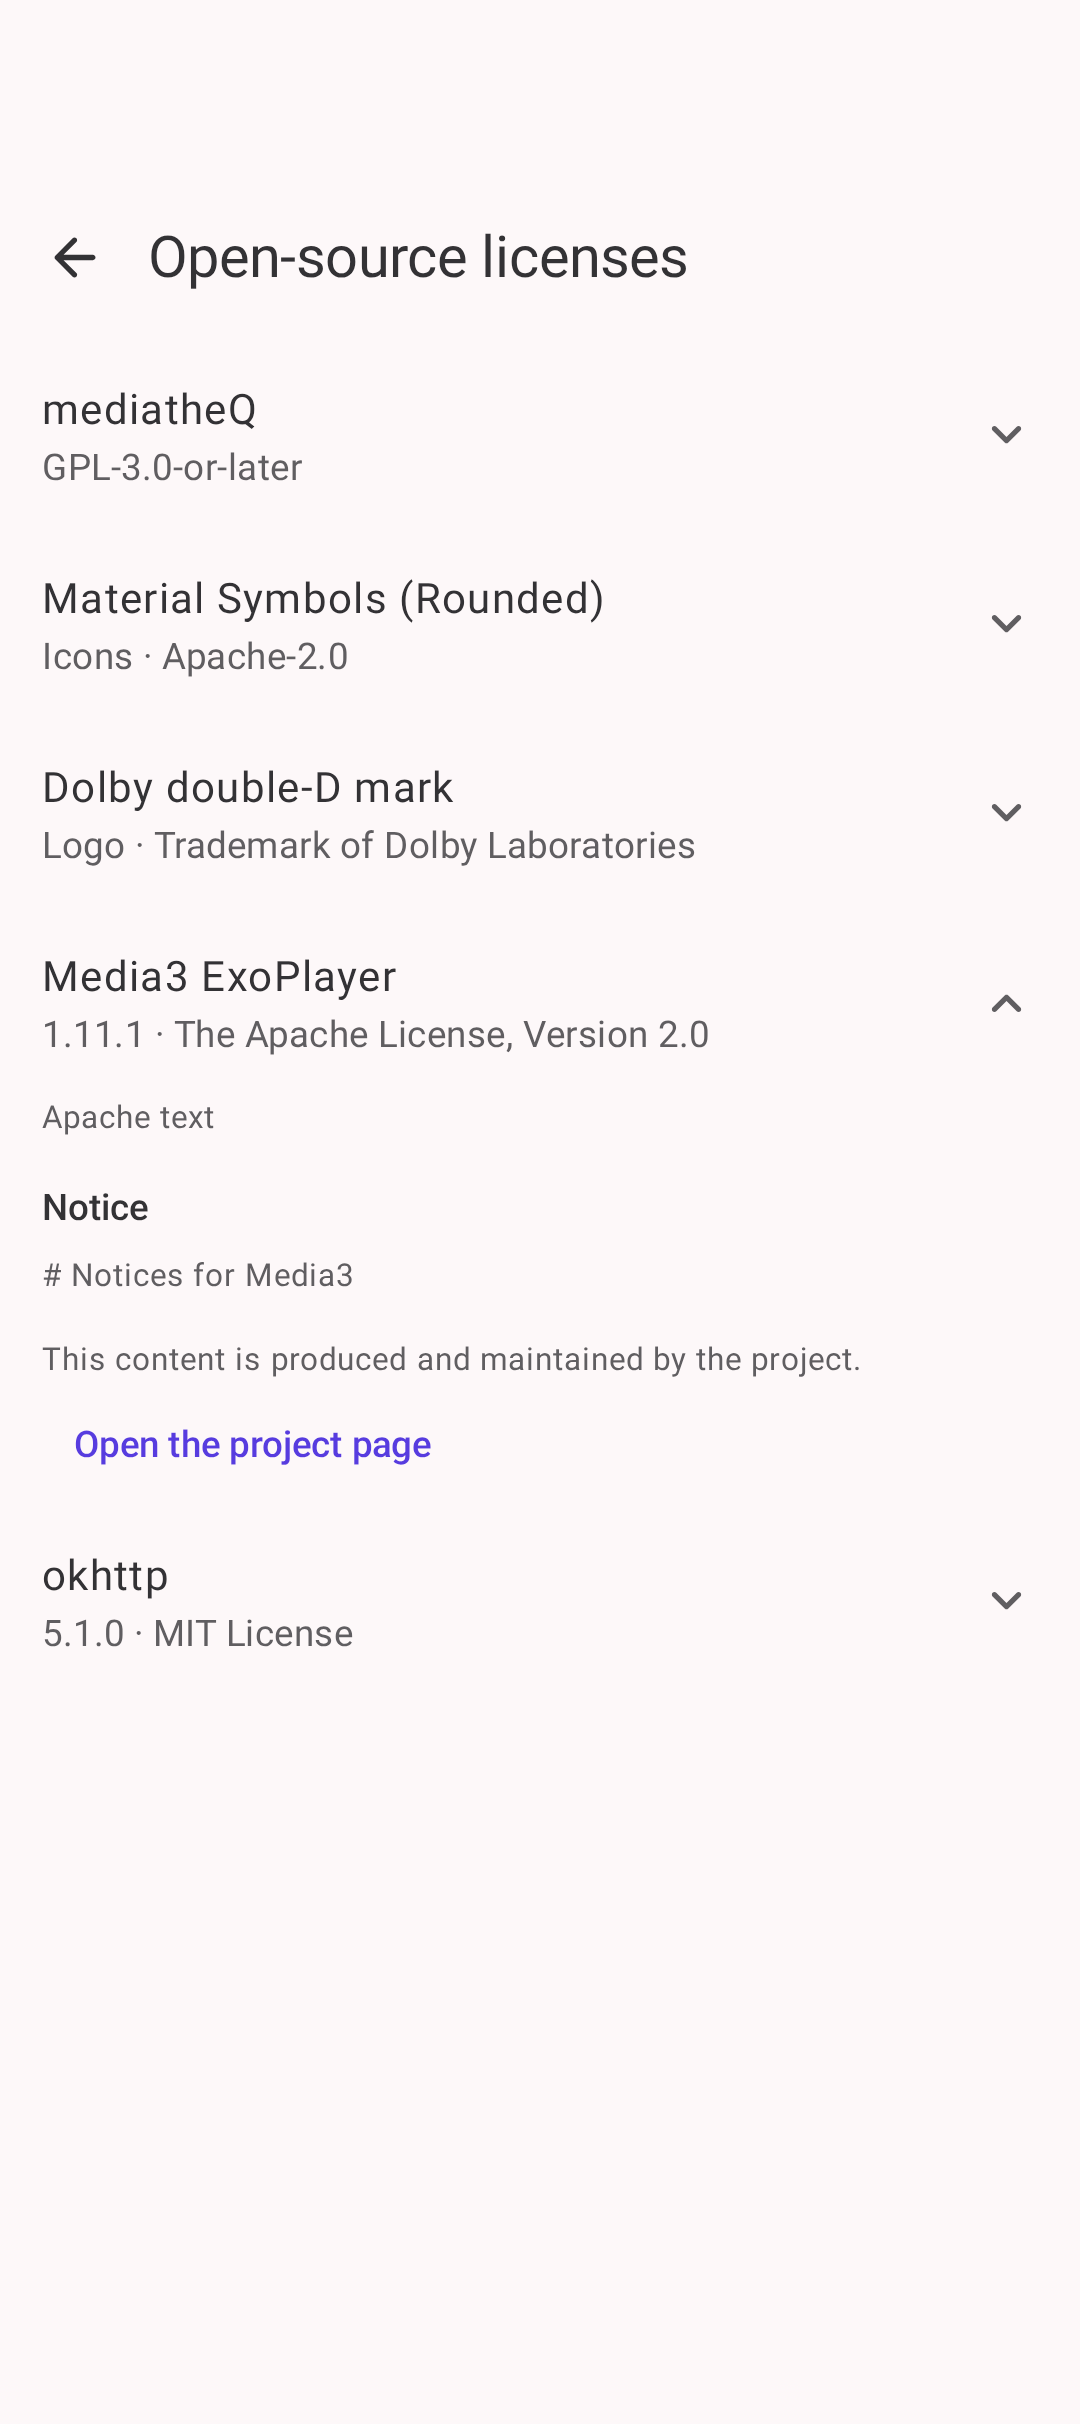 Open-source licenses
mediatheQ
GPL-3.0-or-later
Material Symbols (Rounded)
Icons · Apache-2.0
Dolby double-D mark
Logo · Trademark of Dolby Laboratories
Media3 ExoPlayer
1.11.1 · The Apache License, Version 2.0
Apache text
Notice
# Notices for Media3
This content is produced and maintained by the project.
Open the project page
okhttp
5.1.0 · MIT License